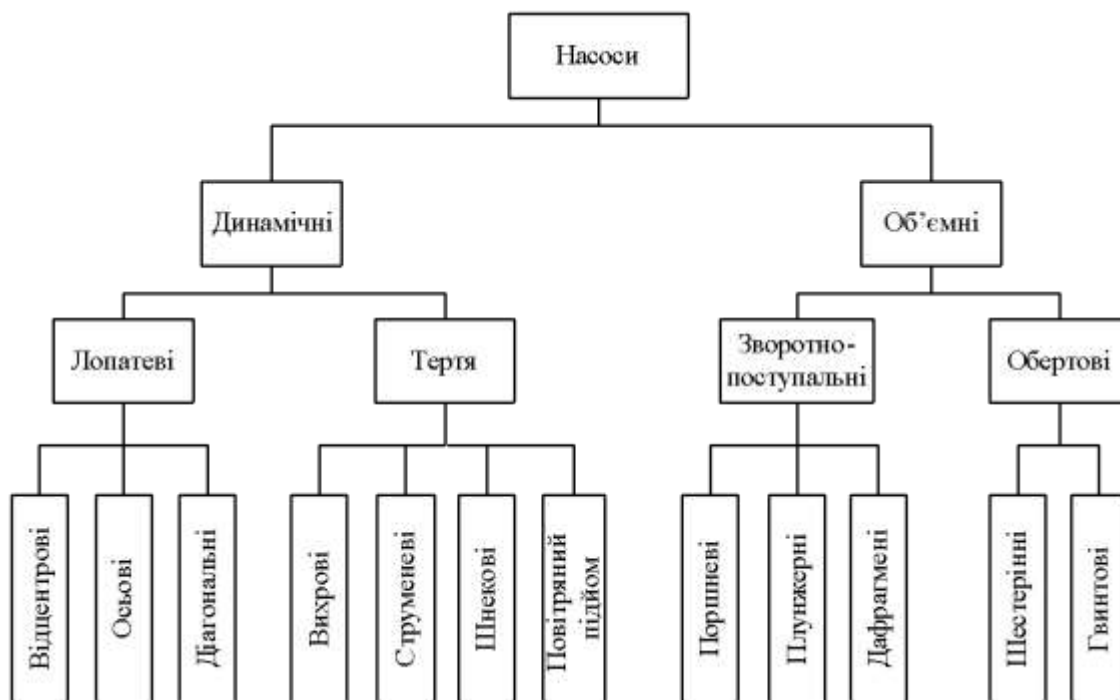 Насоси
Динамічні
Об’ємні
Лопатеві
Тертя
Зворотно-
поступальні
Обертові
Відцентрові
Осьові
Діагональні
Вихрові
Струменеві
Шнекові
Повітряний
підйом
Поршневі
Плунжерні
Дафрагмені
Шестерінні
Гвинтові